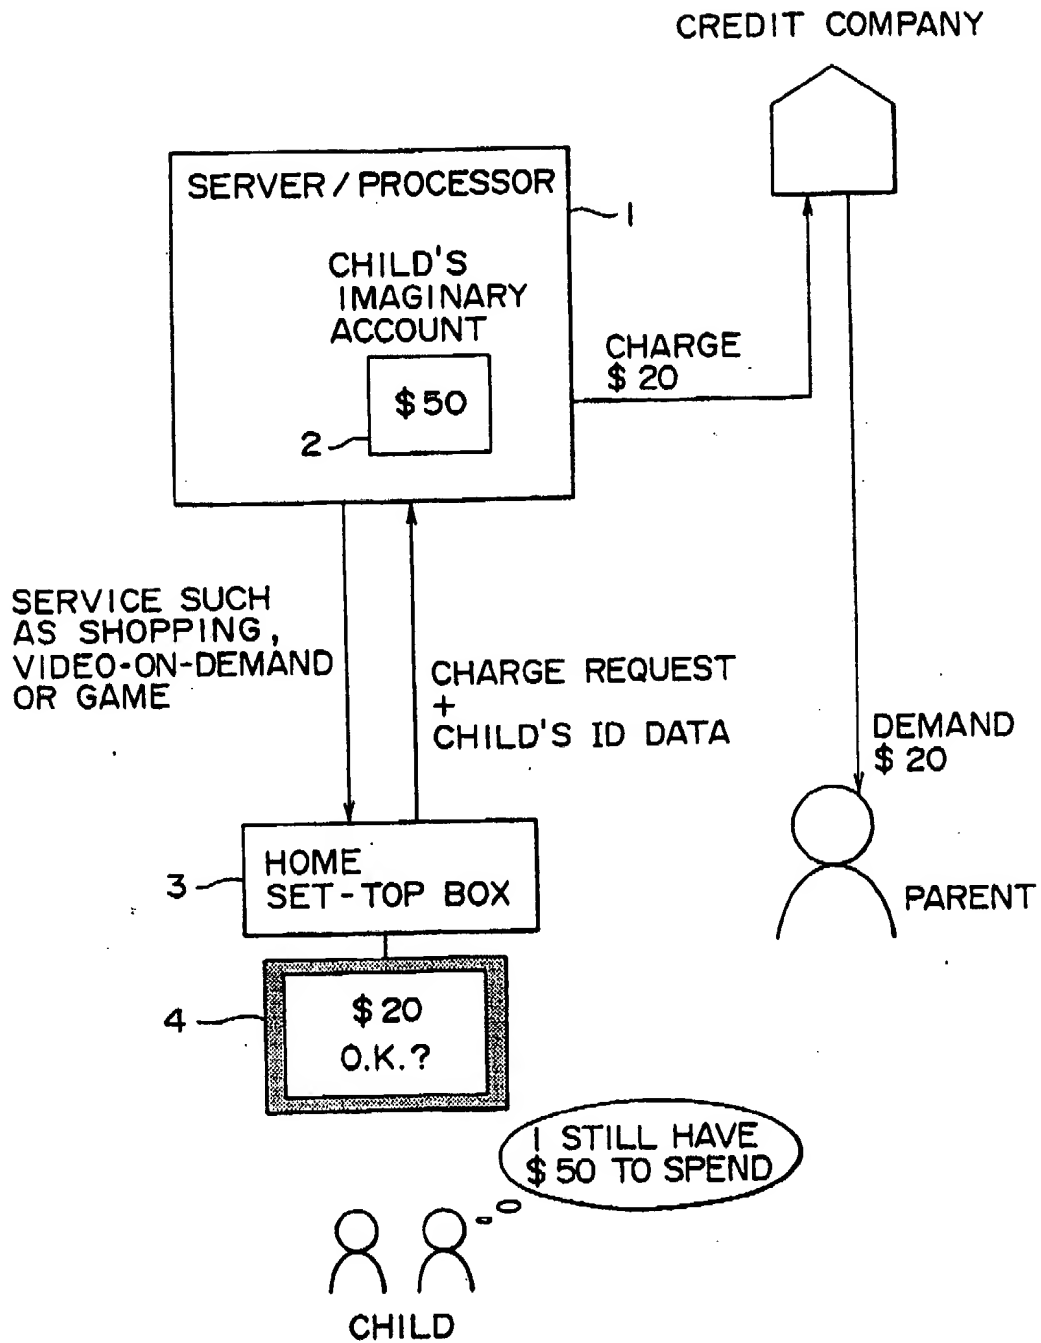 CREDIT COMPANY
SERVER/PROCESSOR
1
CHILD'S
IMAGINARY
ACCOUNT
$50
2
CHARGE
$20
SERVICE SUCH
AS SHOPPING,
VIDEO-ON-DEMAND
OR GAME
CHARGE REQUEST
+
CHILD'S ID DATA
DEMAND
$20
PARENT
3
HOME
SET-TOP BOX
4
$20
O.K.?
I STILL HAVE
$50 TO SPEND
CHILD